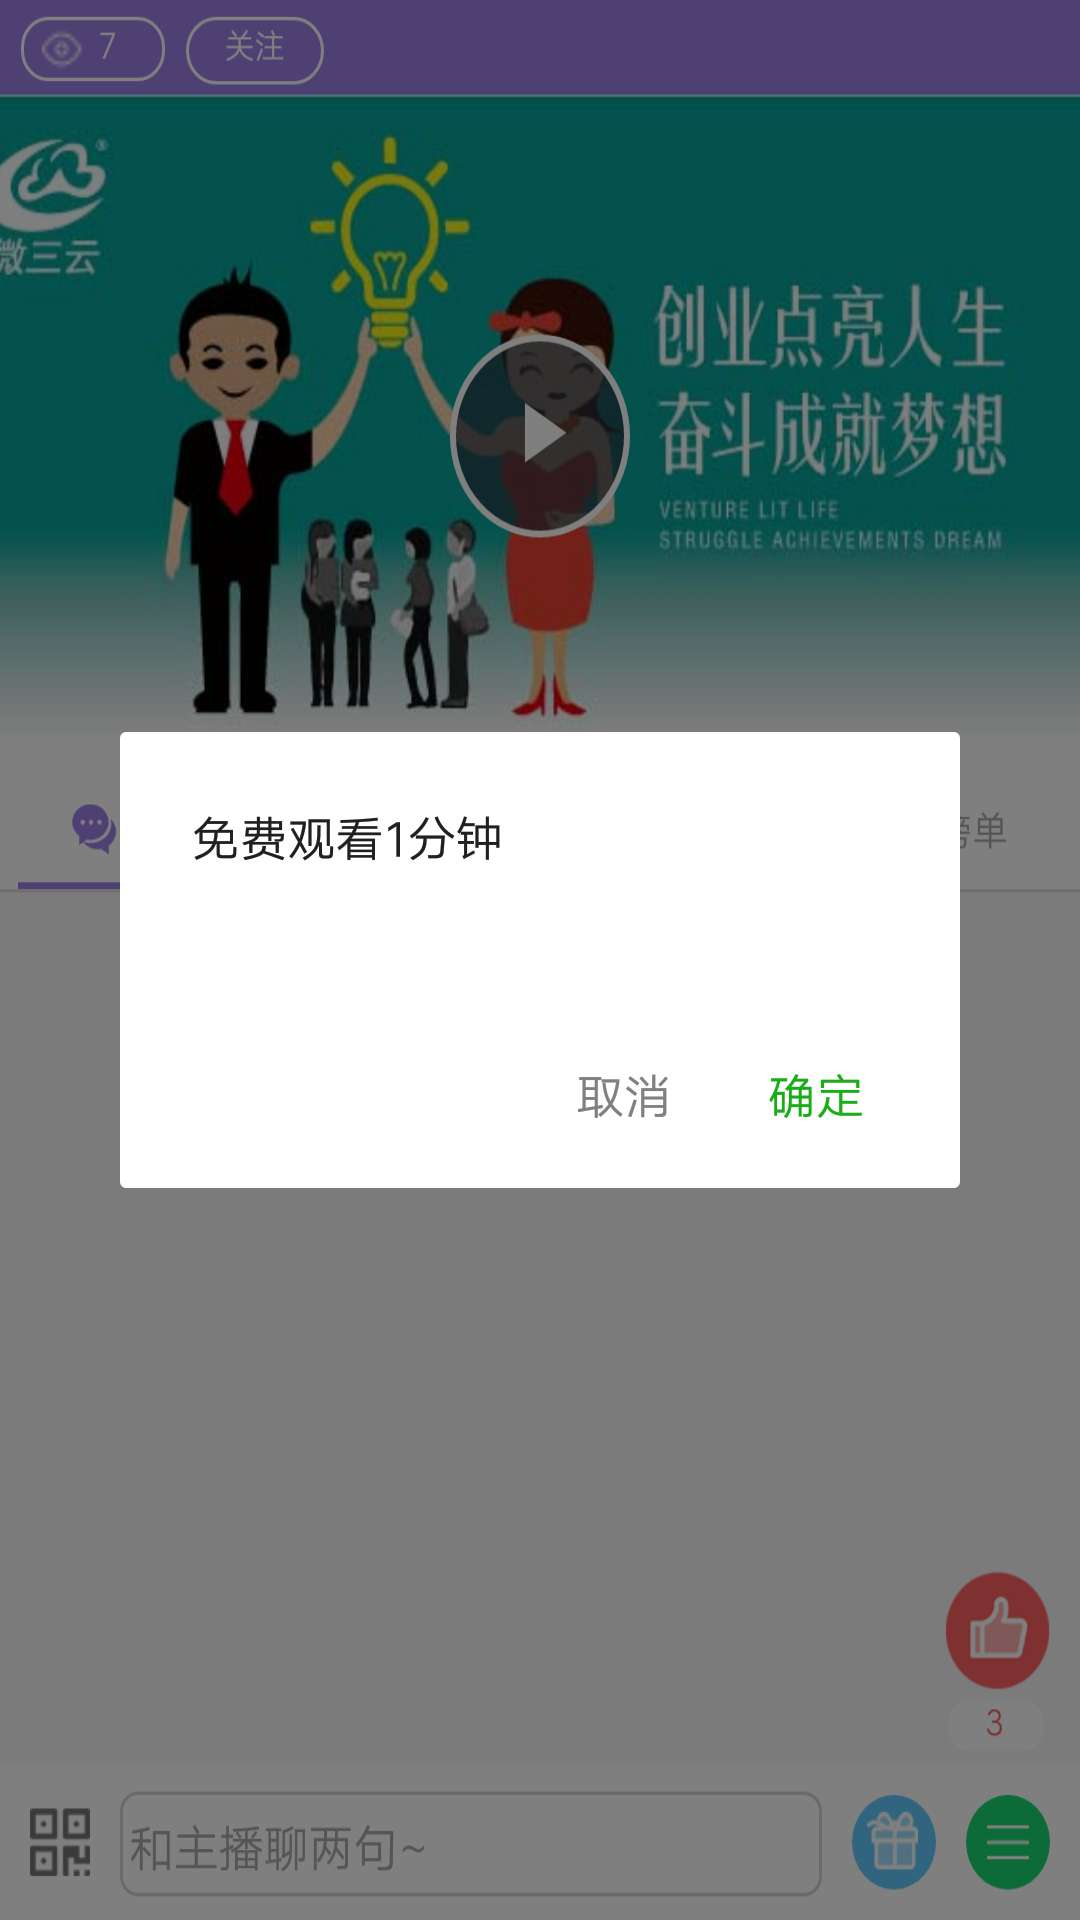 7
关注
微三云
创业点亮人生
奋斗成就梦想
VENTURE LIT LIFE
STRUGGLE ACHIEVEMENTS DREAM
榜单
免费观看1分钟
取消
确定
3
和主播聊两句~